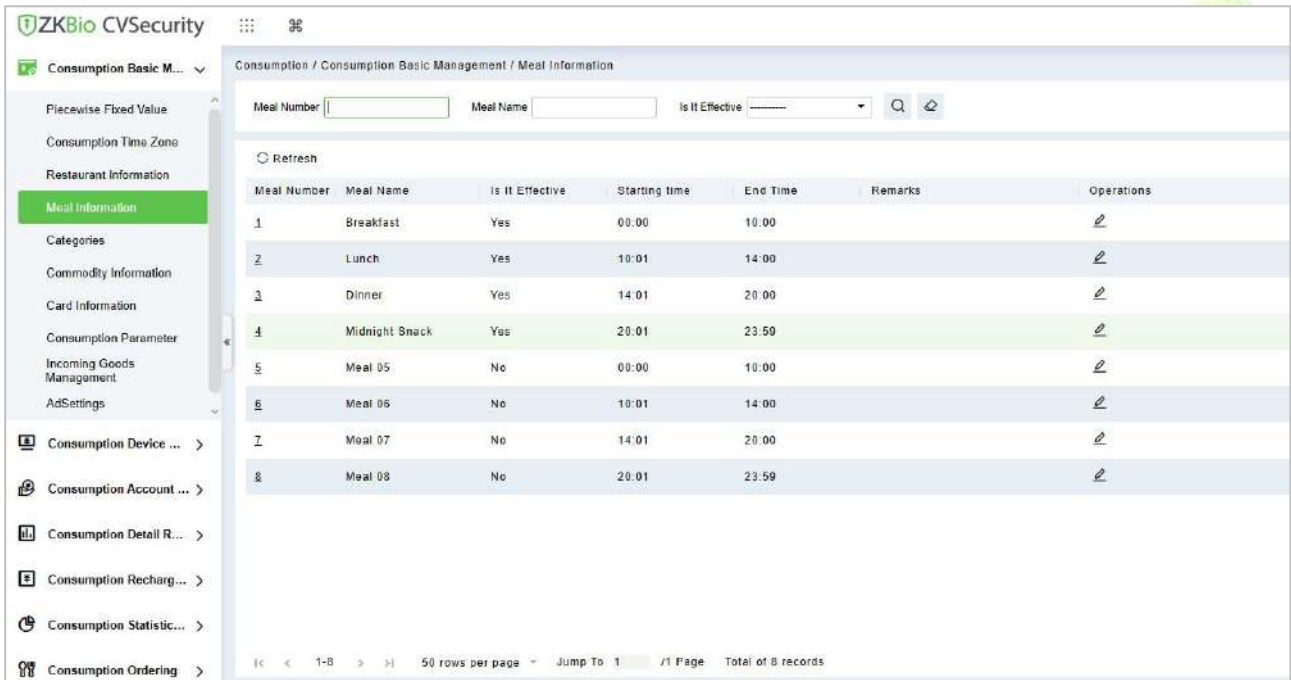 ZKBio CVSecurity
Consumption Basic M...
Piecewise Fixed Value
Consumption Time Zone
Restaurant Information
Meal Information
Categories
Commodity Information
Card Information
Consumption Parameter
Incoming Goods
Management
AdSettings
Consumption Device ...
Consumption Account ...
Consumption Detail R...
Consumption Recharg...
Consumption Statistic...
Consumption Ordering
Consumption / Consumption Basic Management / Meal Information
Meal Number Meal Name Is It Effective ----------
Refresh
Meal Number Meal Name Is It Effective Starting time End Time Remarks Operations
1 Breakfast Yes 00:00 10:00
2 Lunch Yes 10:01 14:00
3 Dinner Yes 14:01 20:00
4 Midnight Snack Yes 20:01 23:59
5 Meal 05 No 00:00 10:00
6 Meal 06 No 10:01 14:00
7 Meal 07 No 14:01 20:00
8 Meal 08 No 20:01 23:59
|< < 1-8 > >| 50 rows per page Jump To 1 /1 Page Total of 8 records